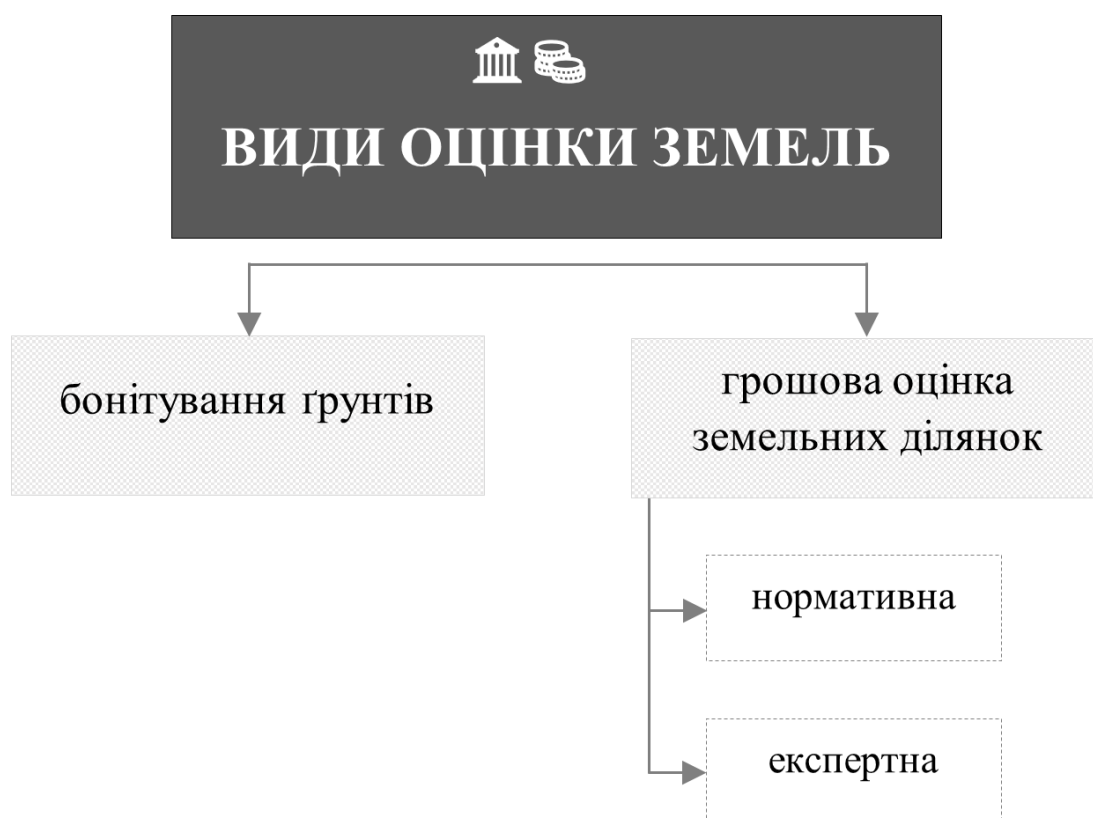 ВИДИ ОЦІНКИ ЗЕМЕЛЬ
бонітування ґрунтів
грошова оцінка
земельних ділянок
нормативна
експертна